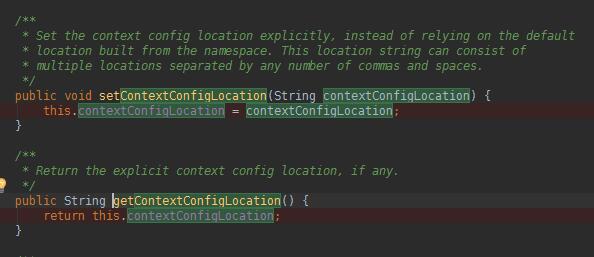 /**
 * Set the context config location explicitly, instead of relying on the default
 * location built from the namespace. This location string can consist of
 * multiple locations separated by any number of commas and spaces.
 */
public void setContextConfigLocation(String contextConfigLocation) {
    this.contextConfigLocation = contextConfigLocation;
}
/**
 * Return the explicit context config location, if any.
 */
public String getContextConfigLocation() {
    return this.contextConfigLocation;
}